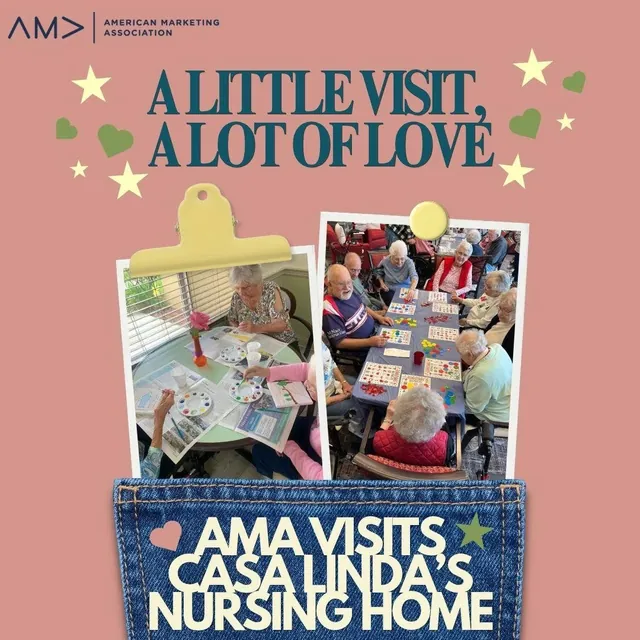 AMA
AMERICAN MARKETING
ASSOCIATION
A LITTLE VISIT,
A LOT OF LOVE
AMA VISITS
CASA LINDA'S
NURSING HOME